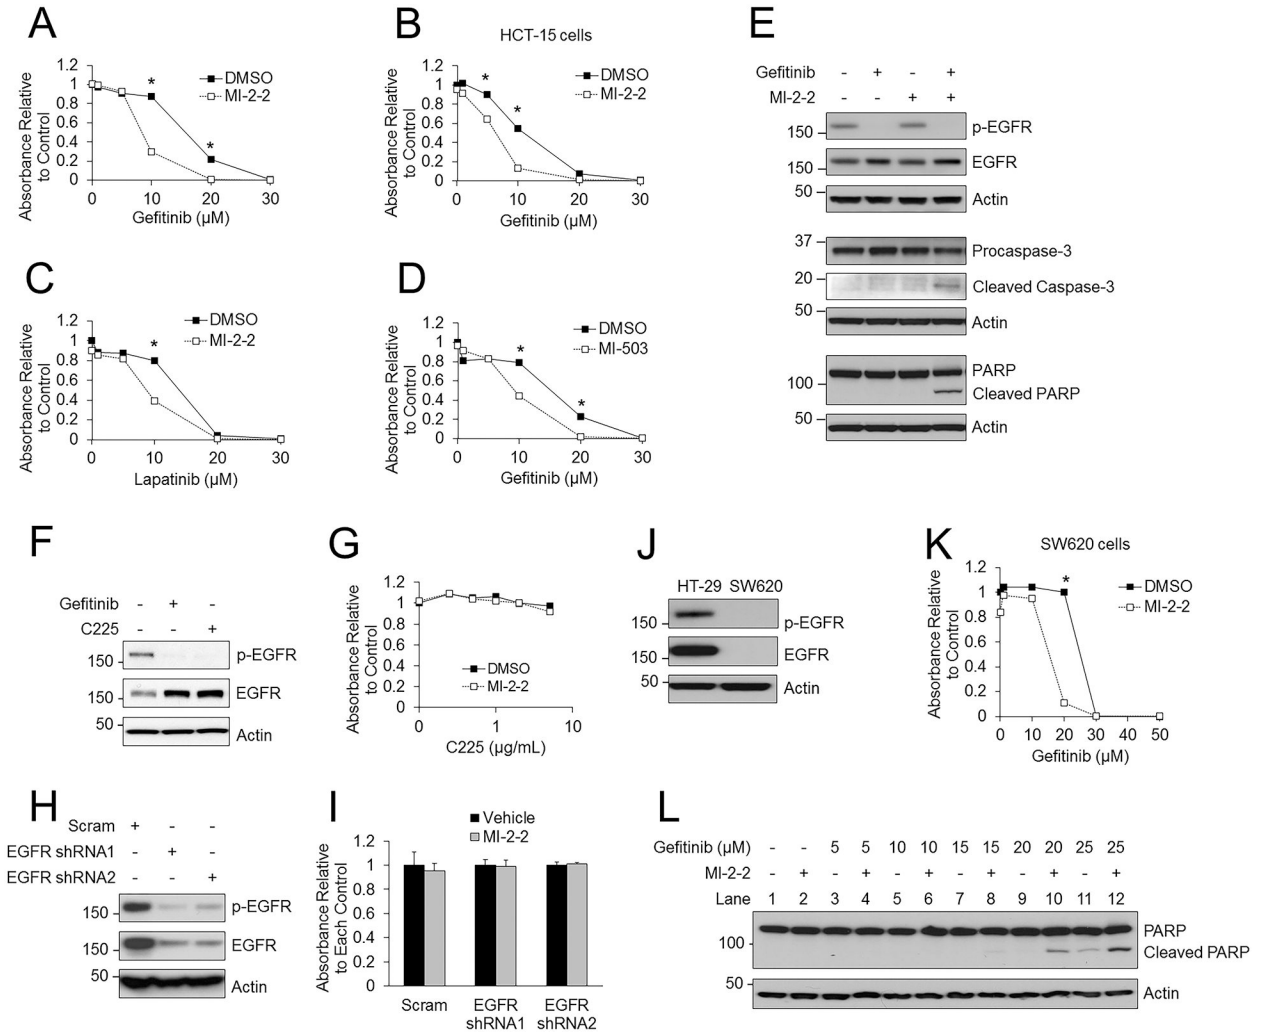 A
Absorbance Relative
to Control
1.2
1
0.8
0.6
0.4
0.2
0
0
10
20
30
Gefitinib (µM)
*
*
DMSO
MI-2-2
B
HCT-15 cells
Absorbance Relative
to Control
1.2
1
0.8
0.6
0.4
0.2
0
0
10
20
30
Gefitinib (µM)
*
*
DMSO
MI-2-2
C
Absorbance Relative
to Control
1.2
1
0.8
0.6
0.4
0.2
0
0
10
20
30
Lapatinib (µM)
*
DMSO
MI-2-2
D
Absorbance Relative
to Control
1.2
1
0.8
0.6
0.4
0.2
0
0
10
20
30
Gefitinib (µM)
*
*
DMSO
MI-503
E
Gefitinib - + - +
MI-2-2 - - + +
150 p-EGFR
150 EGFR
50 Actin
37 Procaspase-3
20 Cleaved Caspase-3
50 Actin
PARP
100 Cleaved PARP
50 Actin
F
Gefitinib - + -
C225 - - +
150 p-EGFR
150 EGFR
50 Actin
G
Absorbance Relative
to Control
1.2
1
0.8
0.6
0.4
0.2
0
0
1
10
C225 (µg/mL)
DMSO
MI-2-2
J
HT-29 SW620
150 p-EGFR
150 EGFR
50 Actin
K
SW620 cells
Absorbance Relative
to Control
1.2
1
0.8
0.6
0.4
0.2
0
0
10
20
30
40
50
Gefitinib (µM)
*
DMSO
MI-2-2
H
Scram + - -
EGFR shRNA1 - + -
EGFR shRNA2 - - +
150 p-EGFR
150 EGFR
50 Actin
I
Vehicle
MI-2-2
Absorbance Relative
to Each Control
1.2
1
0.8
0.6
0.4
0.2
0
Scram
EGFR
shRNA1
EGFR
shRNA2
L
Gefitinib (µM) - - 5 5 10 10 15 15 20 20 25 25
MI-2-2 - + - + - + - + - + - +
Lane 1 2 3 4 5 6 7 8 9 10 11 12
PARP
100 Cleaved PARP
50 Actin